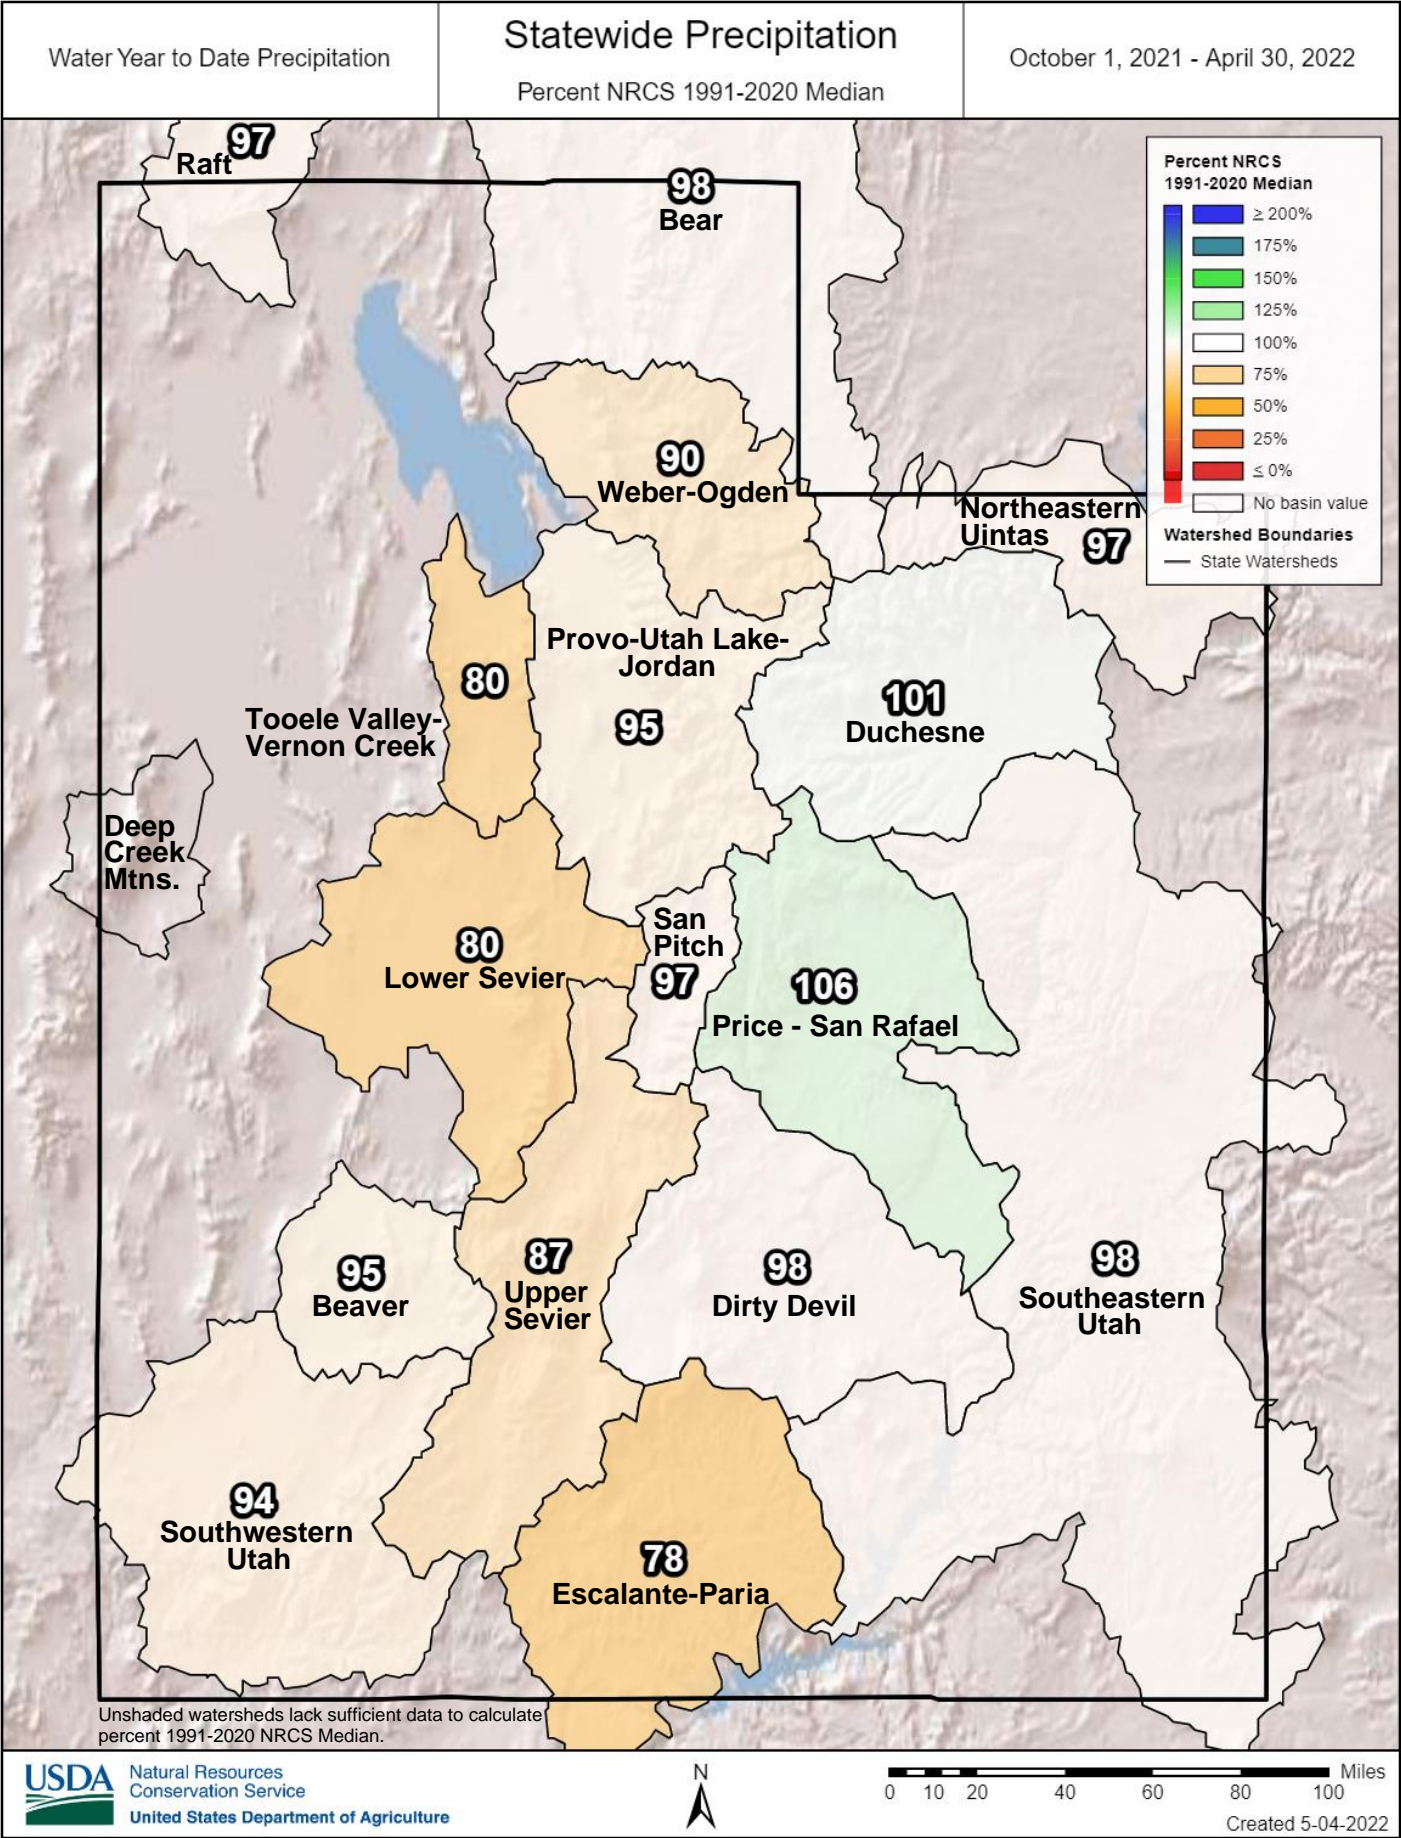 Water Year to Date Precipitation
Statewide Precipitation
Percent NRCS 1991-2020 Median
October 1, 2021 - April 30, 2022
97
Raft
98
Bear
Percent NRCS
1991-2020 Median
≥ 200%
175%
150%
125%
100%
75%
50%
25%
≤ 0%
No basin value
Watershed Boundaries
State Watersheds
90
Weber-Ogden
Northeastern
Uintas
97
Provo-Utah Lake-
Jordan
95
80
Tooele Valley-
Vernon Creek
101
Duchesne
Deep
Creek
Mtns.
80
Lower Sevier
San
Pitch
97
106
Price - San Rafael
95
Beaver
87
Upper
Sevier
98
Dirty Devil
98
Southeastern
Utah
94
Southwestern
Utah
78
Escalante-Paria
Unshaded watersheds lack sufficient data to calculate
percent 1991-2020 NRCS Median.
USDA
Natural Resources
Conservation Service
United States Department of Agriculture
N
Miles
0 10 20 40 60 80 100
Created 5-04-2022